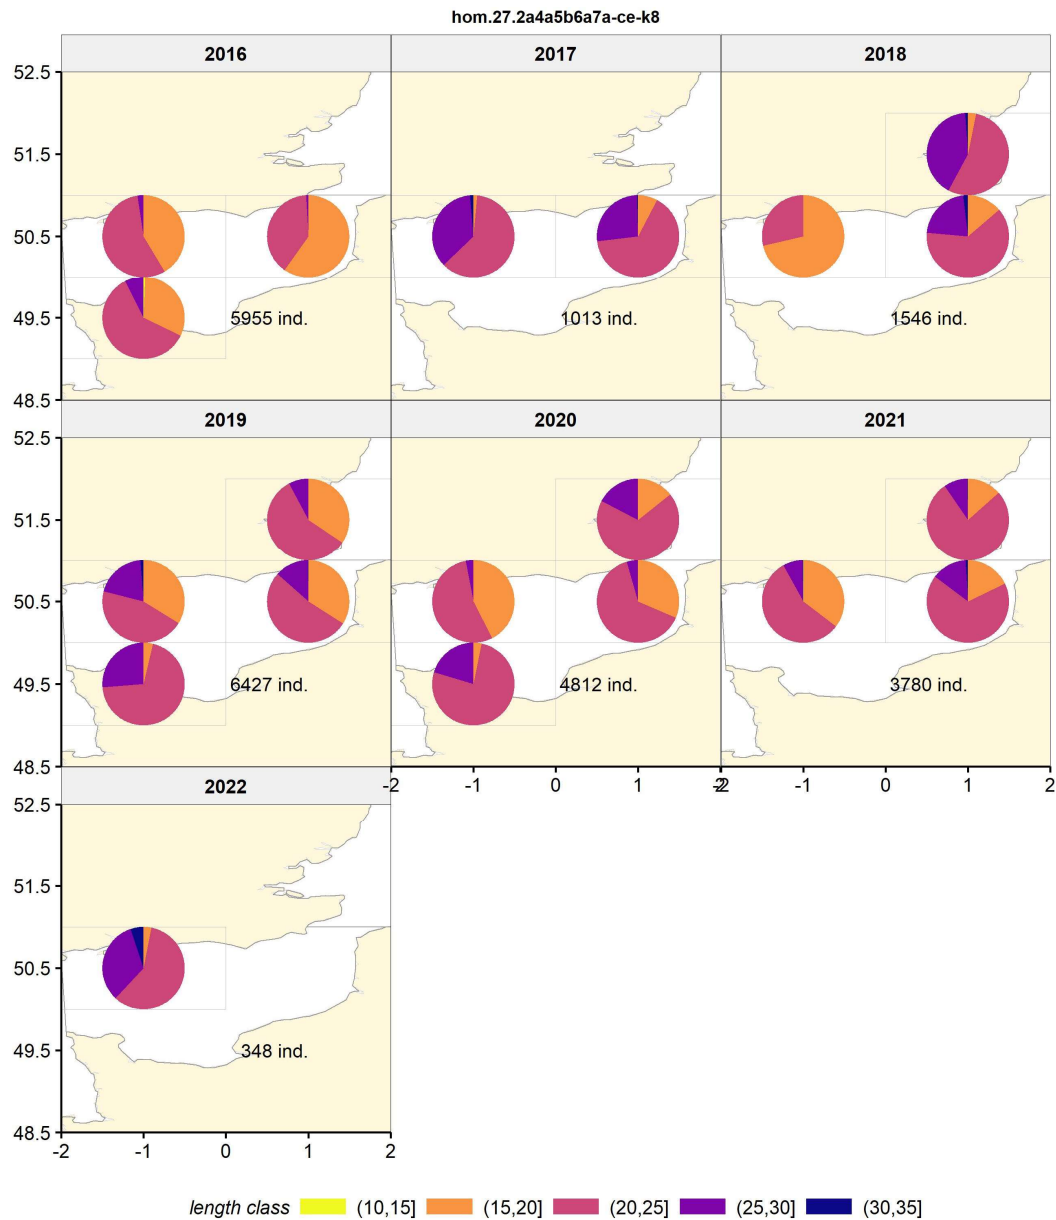 hom.27.2a4a5b6a7a-ce-k8
2016 2017 2018
52.5
51.5
50.5
49.5
48.5
5955 ind. 1013 ind. 1546 ind.
2019 2020 2021
52.5
51.5
50.5
49.5
48.5
6427 ind. 4812 ind. 3780 ind.
-2 -1 0 1 2 -2 -1 0 1 2
2022
52.5
51.5
50.5
49.5
48.5
348 ind.
-2 -1 0 1 2
length class (10,15] (15,20] (20,25] (25,30] (30,35]